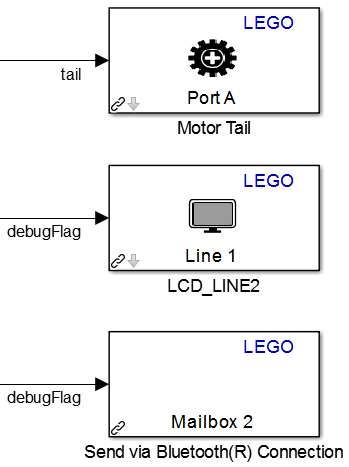 LEGO
tail
Port A
Motor Tail
LEGO
debugFlag
Line 1
LCD_LINE2
LEGO
debugFlag
Mailbox 2
Send via Bluetooth(R) Connection